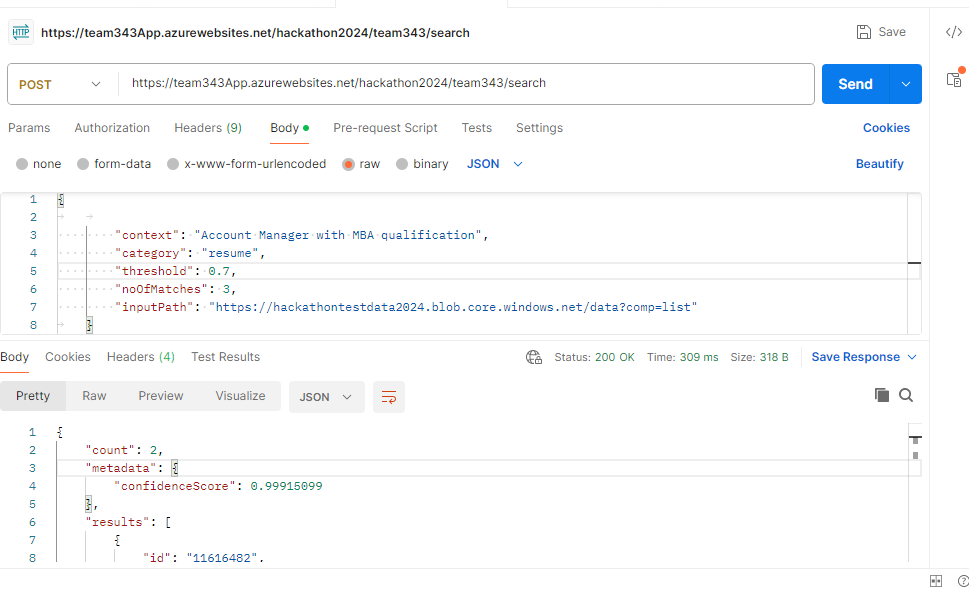 HTTP https://team343App.azurewebsites.net/hackathon2024/team343/search Save
POST https://team343App.azurewebsites.net/hackathon2024/team343/search Send
Params Authorization Headers (9) Body Pre-request Script Tests Settings Cookies
none form-data x-www-form-urlencoded raw binary JSON Beautify
1 {
2
3 "context": "Account Manager with MBA qualification",
4 "category": "resume",
5 "threshold": 0.7,
6 "noOfMatches": 3,
7 "inputPath": "https://hackathontestdata2024.blob.core.windows.net/data?comp=list"
8 }
Body Cookies Headers (4) Test Results Status: 200 OK Time: 309 ms Size: 318 B Save Response
Pretty Raw Preview Visualize JSON
1 {
2 "count": 2,
3 "metadata": {
4 "confidenceScore": 0.99915099
5 },
6 "results": [
7 {
8 "id": "11616482",